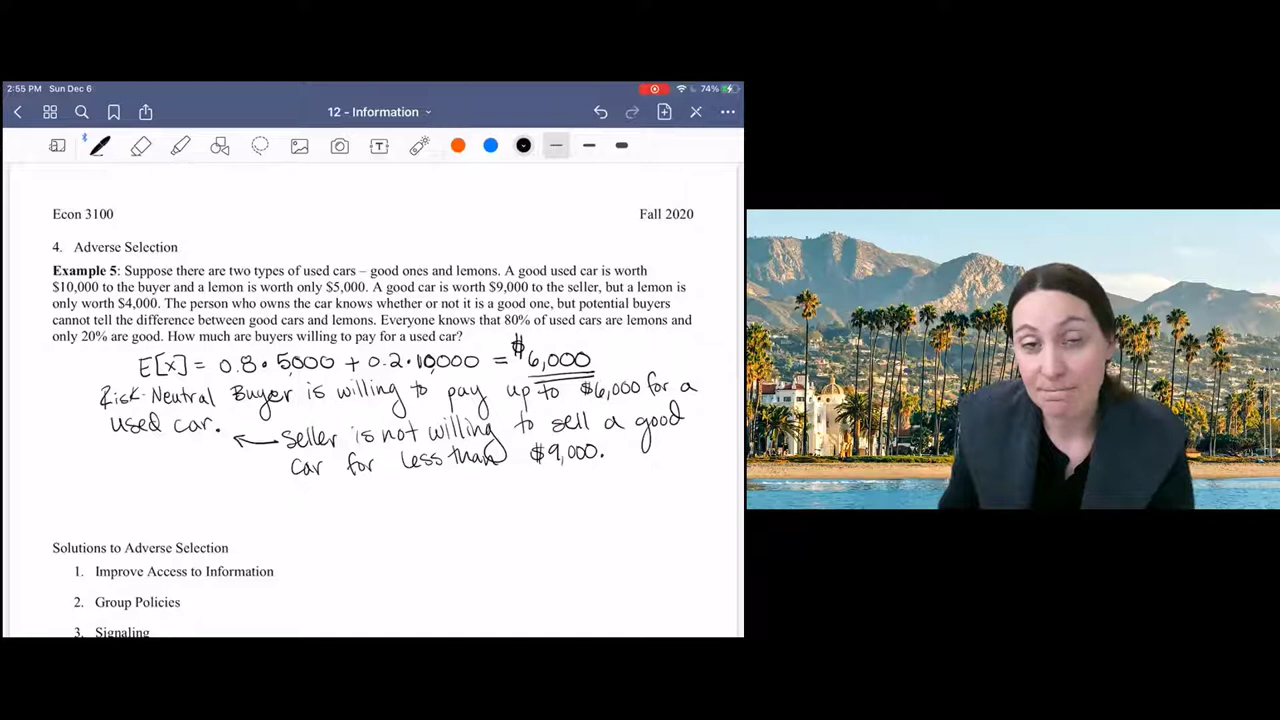 2:55 PM Sun Dec 6
74%
12 - Information
T
Econ 3100 Fall 2020
4. Adverse Selection
Example 5: Suppose there are two types of used cars – good ones and lemons. A good used car is worth
$10,000 to the buyer and a lemon is worth only $5,000. A good car is worth $9,000 to the seller, but a lemon is
only worth $4,000. The person who owns the car knows whether or not it is a good one, but potential buyers
cannot tell the difference between good cars and lemons. Everyone knows that 80% of used cars are lemons and
only 20% are good. How much are buyers willing to pay for a used car?
E[x] = 0.8 • 5,000 + 0.2 • 10,000 = $6,000
Risk-Neutral Buyer is willing to pay up to $6,000 for a
used car. ← Seller is not willing to sell a good
car for less than $9,000.
Solutions to Adverse Selection
1. Improve Access to Information
2. Group Policies
3. Signaling